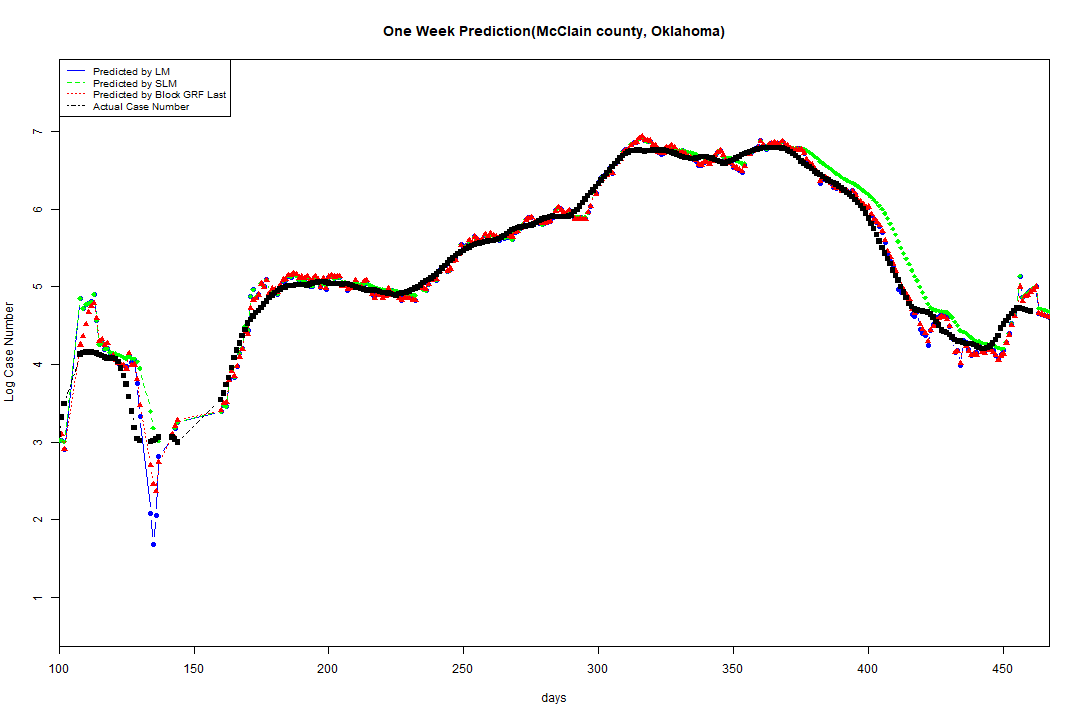 One Week Prediction(McClain county, Oklahoma)
Predicted by LM
Predicted by SLM
Predicted by Block GRF Last
Actual Case Number
7
6
5
4
3
2
1
Log Case Number
100 150 200 250 300 350 400 450
days